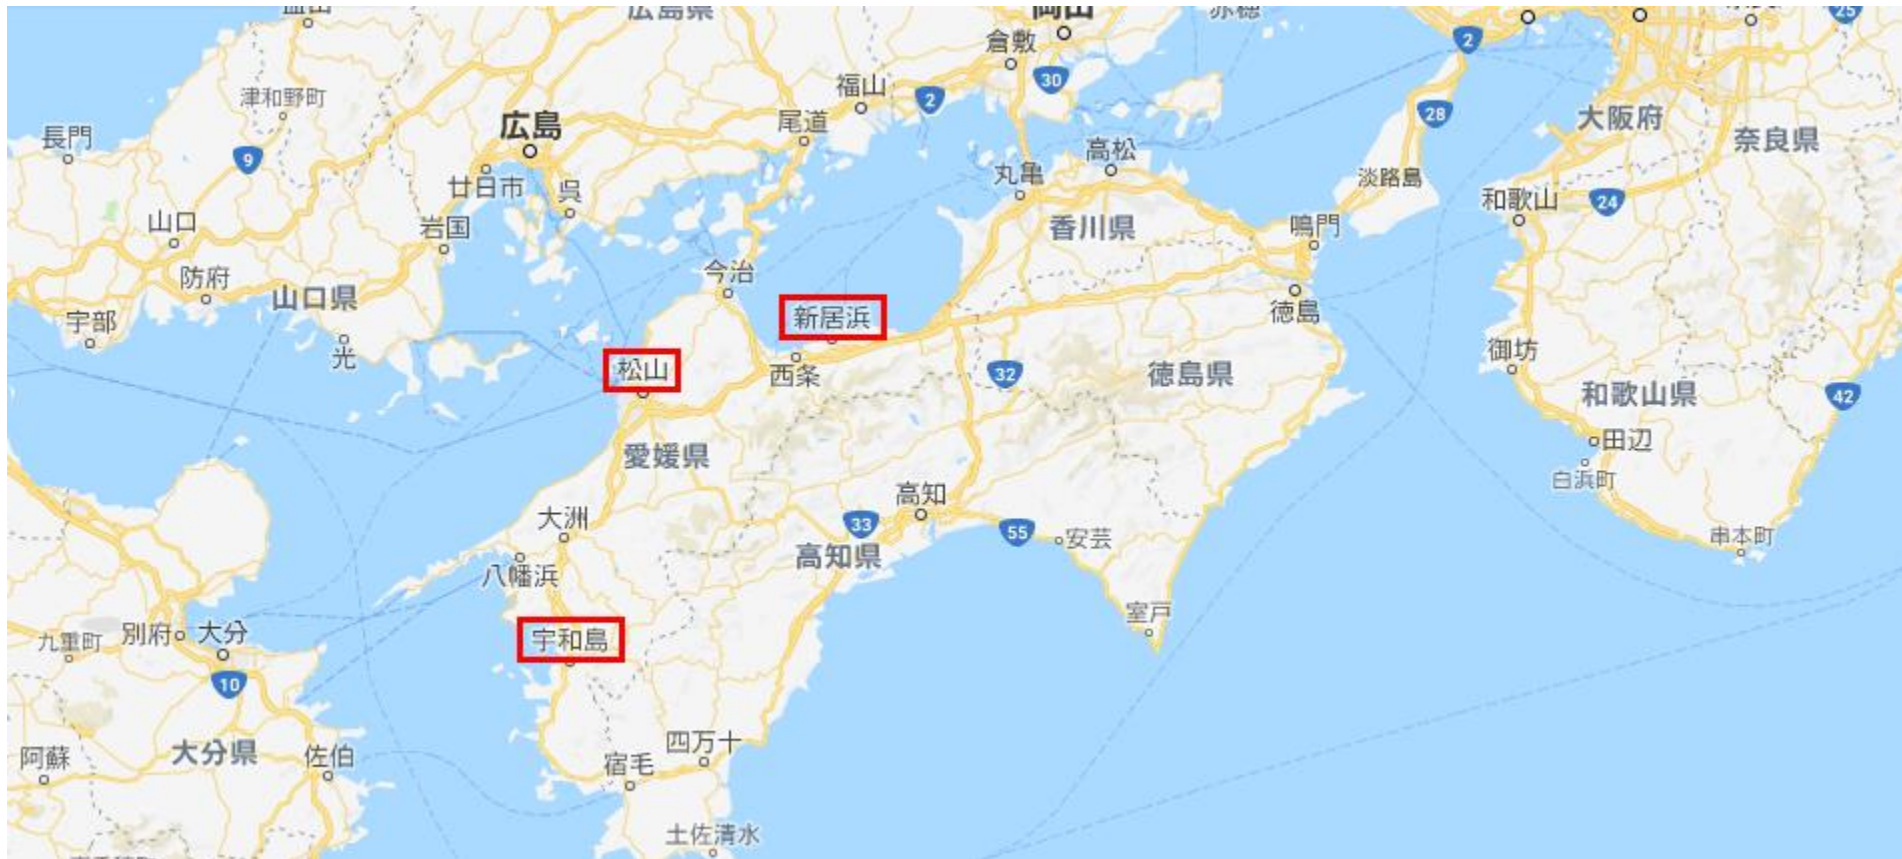 広島県
岡山
赤穂
25
倉敷
2
30
福山
2
津和野町
28
大阪府
尾道
広島
奈良県
長門
高松
9
丸亀
淡路島
廿日市
呉
和歌山
24
山口
岩国
香川県
鳴門
今治
防府
山口県
徳島
新居浜
宇部
光
御坊
松山
西条
32
徳島県
和歌山県
42
田辺
愛媛県
白浜町
高知
大洲
33
55
安芸
串本町
高知県
八幡浜
室戸
九重町
別府
大分
宇和島
10
四万十
大分県
佐伯
阿蘇
宿毛
土佐清水